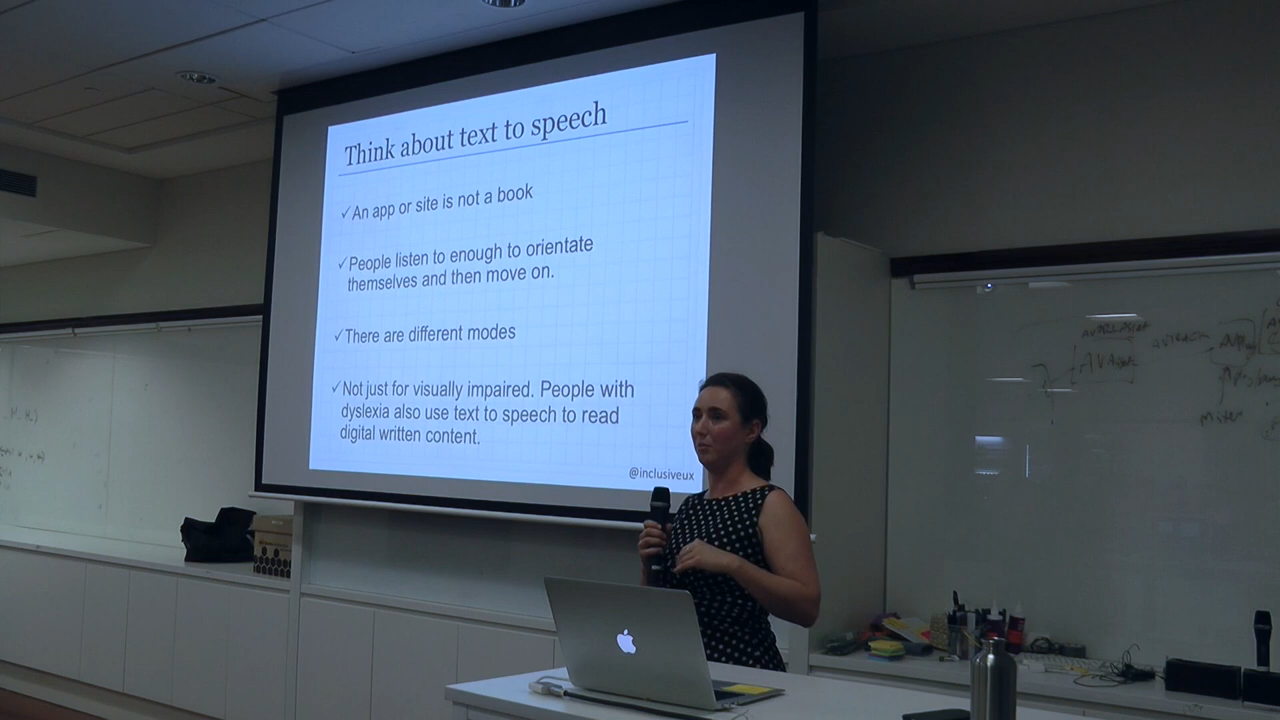 Think about text to speech
✓An app or site is not a book
✓People listen to enough to orientate
themselves and then move on.
✓There are different modes
✓Not just for visually impaired. People with
dyslexia also use text to speech to read
digital written content.
@inclusiveux